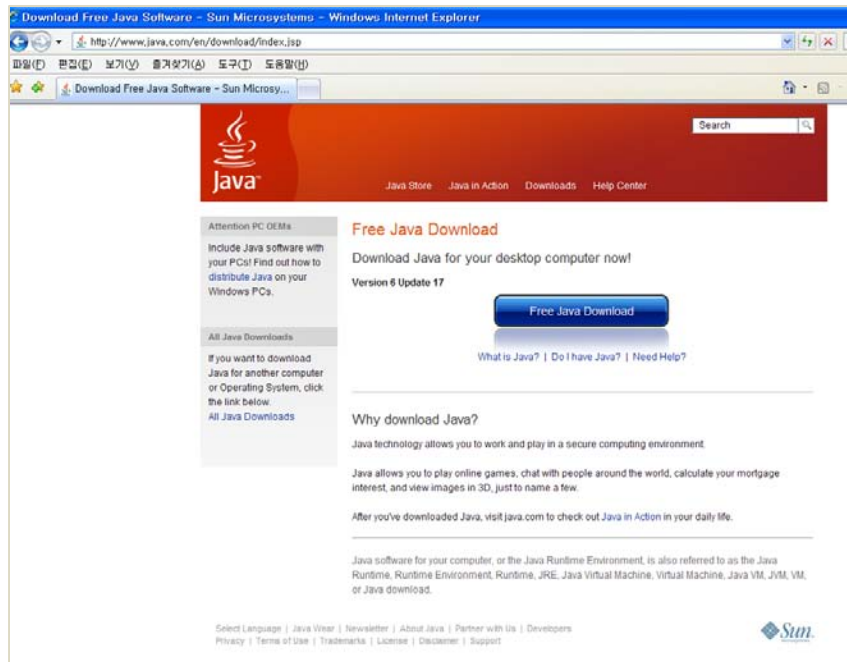 Download Free Java Software - Sun Microsystems - Windows Internet Explorer
http://www.java.com/en/download/index.jsp
파일(F) 편집(E) 보기(V) 즐겨찾기(A) 도구(T) 도움말(H)
Download Free Java Software - Sun Microsy...
Search
Java
Java Store Java in Action Downloads Help Center
Attention PC OEMs
Include Java software with
your PCs! Find out how to
distribute Java on your
Windows PCs.
All Java Downloads
If you want to download
Java for another computer
or Operating System, click
the link below.
All Java Downloads
Free Java Download
Download Java for your desktop computer now!
Version 6 Update 17
Free Java Download
What is Java? | Do I have Java? | Need Help?
Why download Java?
Java technology allows you to work and play in a secure computing environment.
Java allows you to play online games, chat with people around the world, calculate your mortgage
interest, and view images in 3D, just to name a few.
After you've downloaded Java, visit java.com to check out Java in Action in your daily life.
Java software for your computer, or the Java Runtime Environment, is also referred to as the Java
Runtime, Runtime Environment, Runtime, JRE, Java Virtual Machine, Virtual Machine, Java VM, JVM, VM,
or Java download.
Select Language | Java Wear | Newsletter | About Java | Partner with Us | Developers
Privacy | Terms of Use | Trademarks | License | Disclaimer | Support
Sun